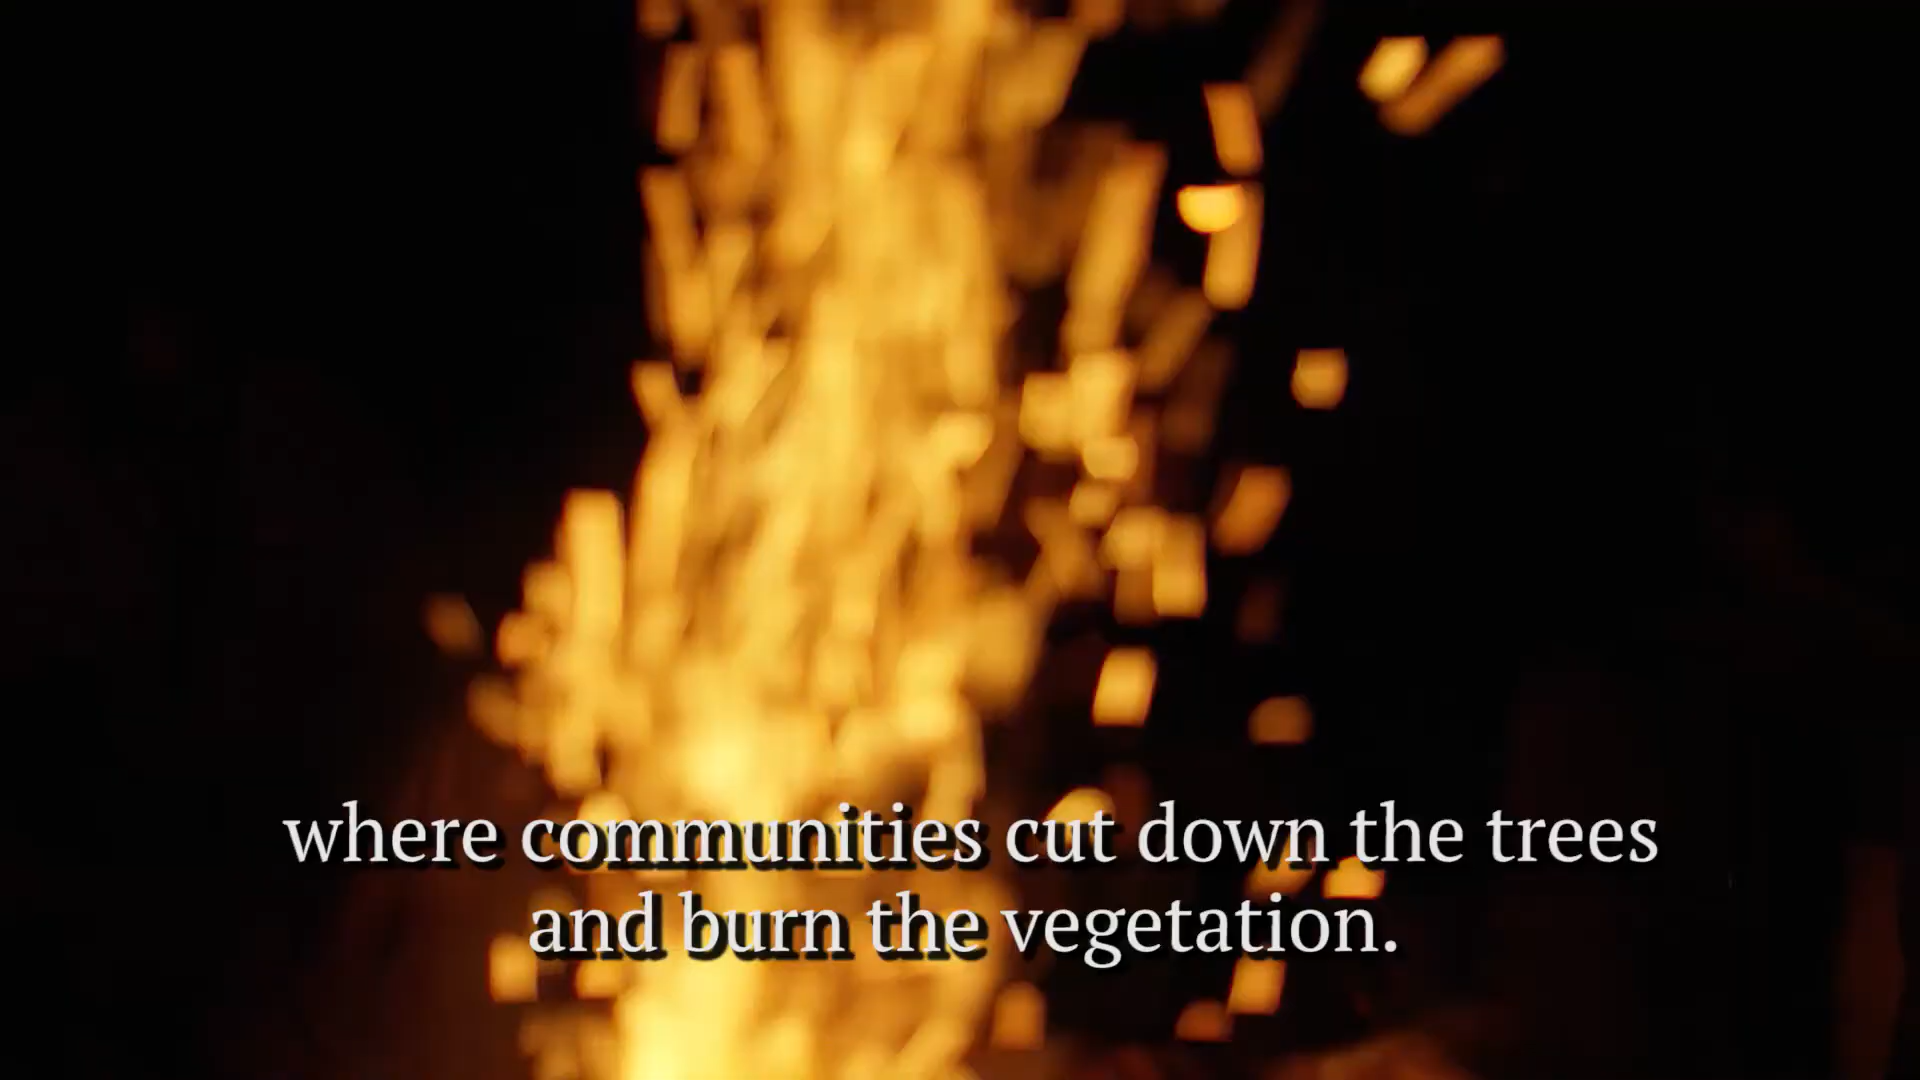 where communities cut down the trees
and burn the vegetation.